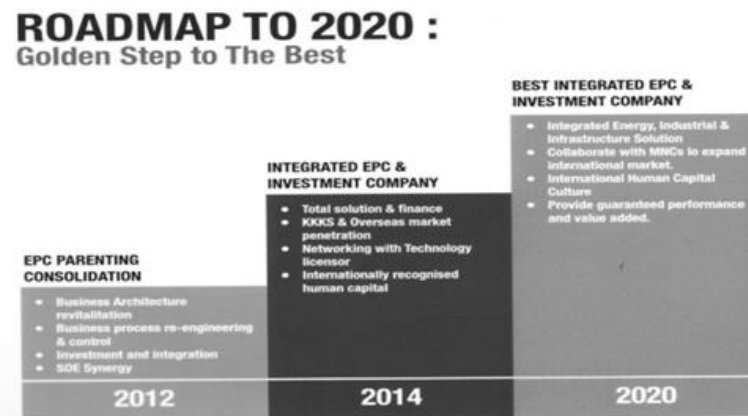 ROADMAP TO 2020 :
Golden Step to The Best
BEST INTEGRATED EPC &
INVESTMENT COMPANY
• Integrated Energy, Industrial &
Infrastructure Solution
• Collaborate with MNCs to expand
international market.
• International Human Capital
Culture
• Provide guaranteed performance
and value added.
INTEGRATED EPC &
INVESTMENT COMPANY
• Total solution & finance
• KKKS & Overseas market
penetration
• Networking with Technology
licensor
• Internationally recognised
human capital
EPC PARENTING
CONSOLIDATION
• Business Architecture
revitalitation
• Business process re-engineering
& control
• Investment and integration
• SOE Synergy
2012
2014
2020